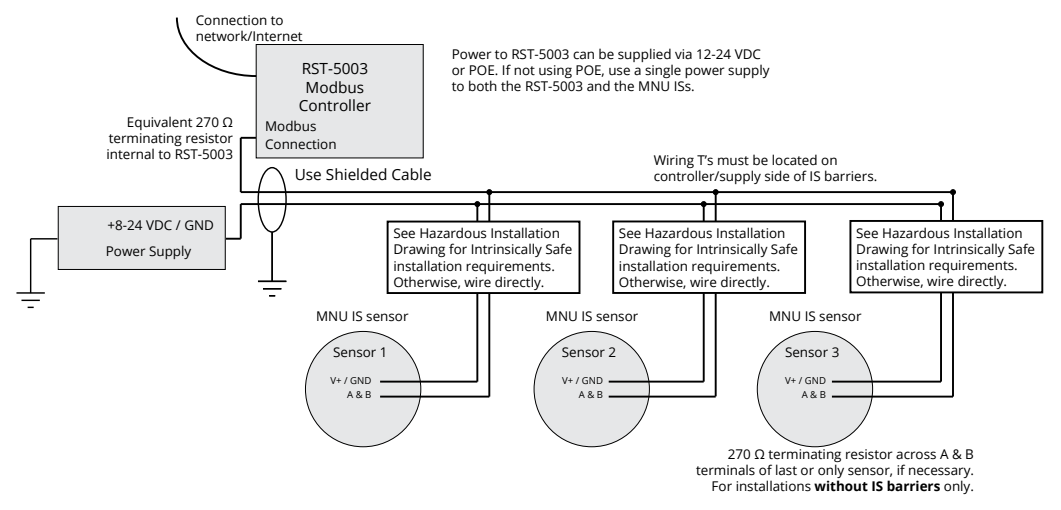 Connection to
network/Internet
RST-5003
Modbus
Controller
Modbus
Connection
Power to RST-5003 can be supplied via 12-24 VDC
or POE. If not using POE, use a single power supply
to both the RST-5003 and the MNU ISs.
Equivalent 270 Ω
terminating resistor
internal to RST-5003
Use Shielded Cable
Wiring T's must be located on
controller/supply side of IS barriers.
+8-24 VDC / GND
Power Supply
See Hazardous Installation
Drawing for Intrinsically Safe
installation requirements.
Otherwise, wire directly.
See Hazardous Installation
Drawing for Intrinsically Safe
installation requirements.
Otherwise, wire directly.
See Hazardous Installation
Drawing for Intrinsically Safe
installation requirements.
Otherwise, wire directly.
MNU IS sensor
Sensor 1
V+ / GND
A & B
MNU IS sensor
Sensor 2
V+ / GND
A & B
MNU IS sensor
Sensor 3
V+ / GND
A & B
270 Ω terminating resistor across A & B
terminals of last or only sensor, if necessary.
For installations without IS barriers only.